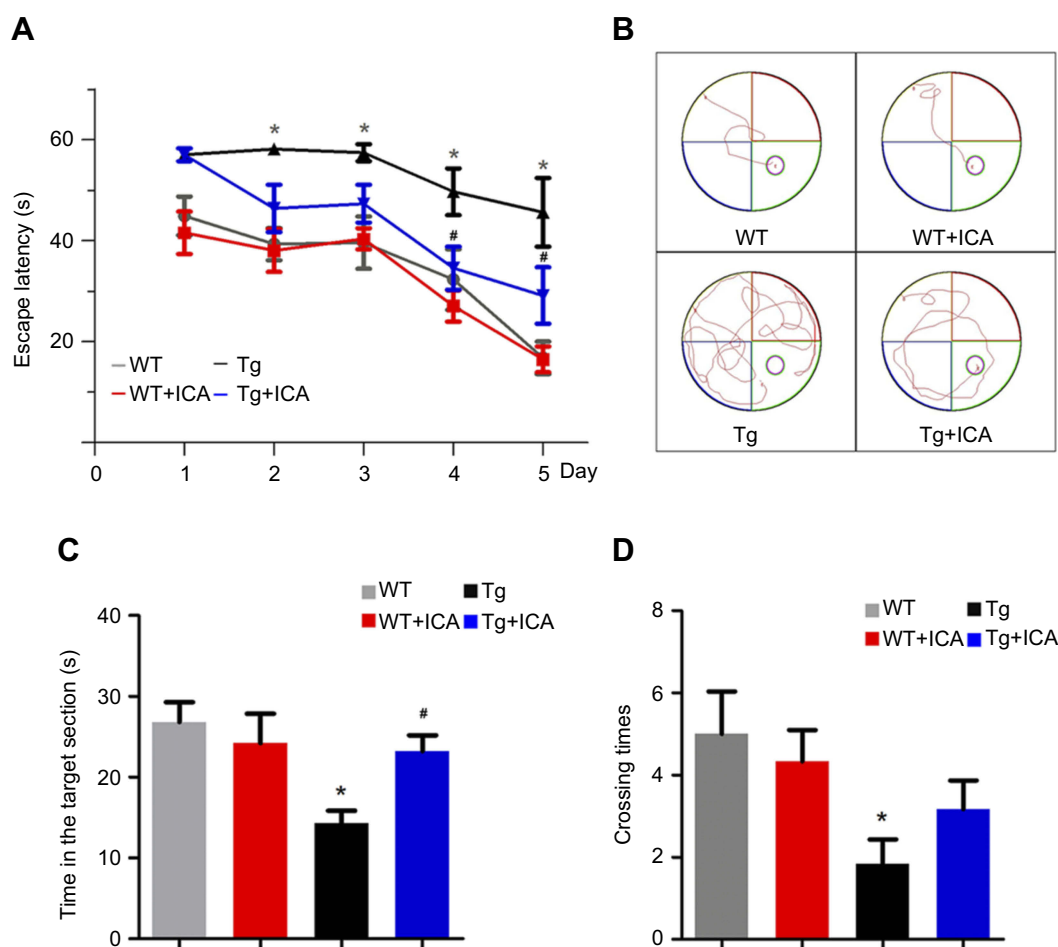 A
Escape latency (s)
60
40
20
0 1 2 3 4 5 Day
* * * *
# #
WT Tg
WT+ICA Tg+ICA
B
WT WT+ICA
Tg Tg+ICA
C
Time in the target section (s)
WT Tg
WT+ICA Tg+ICA
40
30
20
10
0
* #
D
Crossing times
WT Tg
WT+ICA Tg+ICA
8
6
4
2
0
*